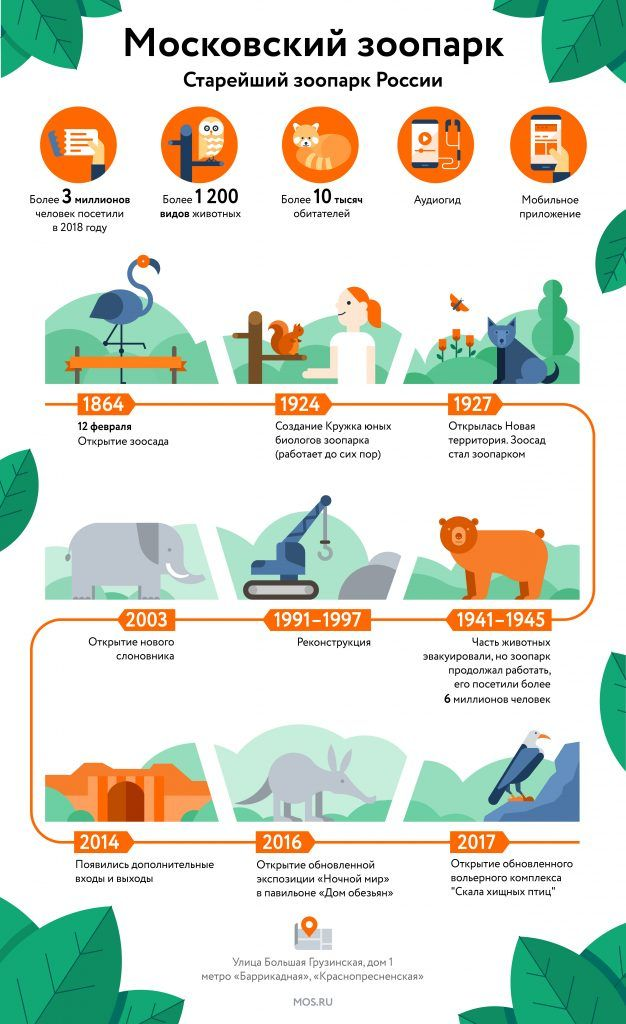 Московский зоопарк
Старейший зоопарк России
Более 3 миллионов
человек посетили
в 2018 году
Более 1 200
видов животных
Более 10 тысяч
обитателей
Аудиогид
Мобильное
приложение
1864
12 февраля
Открытие зоосада
1924
Создание Кружка юных
биологов зоопарка
(работает до сих пор)
1927
Открылась Новая
территория. Зоосад
стал зоопарком
1941–1945
Часть животных
эвакуировали, но зоопарк
продолжал работать,
его посетили более
6 миллионов человек
1991–1997
Реконструкция
2003
Открытие нового
слоновника
2014
Появились дополнительные
входы и выходы
2016
Открытие обновленной
экспозиции «Ночной мир»
в павильоне «Дом обезьян»
2017
Открытие обновленного
вольерного комплекса
"Скала хищных птиц"
Улица Большая Грузинская, дом 1
метро «Баррикадная», «Краснопресненская»
MOS.RU